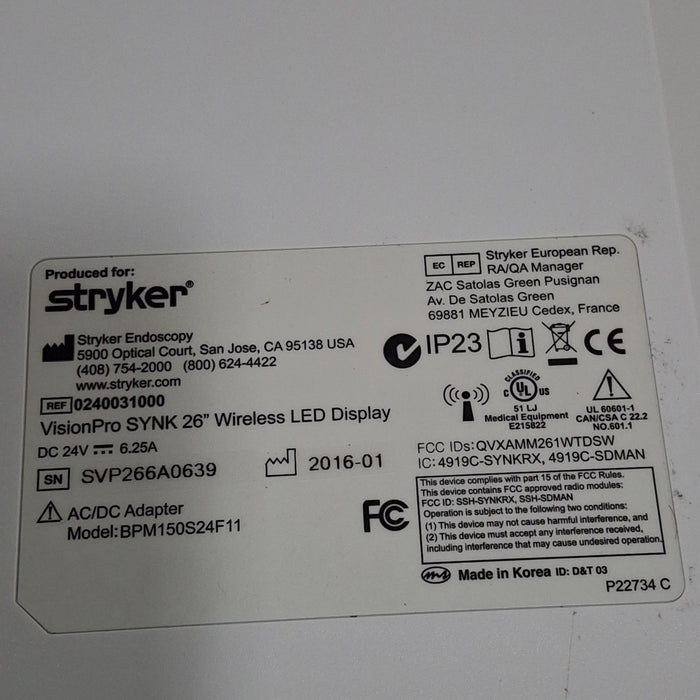 Produced for:
stryker®
Stryker Endoscopy
5900 Optical Court, San Jose, CA 95138 USA
(408) 754-2000 (800) 624-4422
www.stryker.com
REF 0240031000
VisionPro SYNK 26” Wireless LED Display
DC 24V 6.25A
SN SVP266A0639
2016-01
AC/DC Adapter
Model:BPM150S24F11
EC REP
Stryker European Rep.
RA/QA Manager
ZAC Satolas Green Pusignan
Av. De Satolas Green
69881 MEYZIEU Cedex, France
IP23 i CE
CLASSIFIED
C UL US
51 LJ
Medical Equipment
E215822
UL 60601-1
CAN/CSA C 22.2
NO.601.1
FCC IDs:QVXAMM261WTDSW
IC: 4919C-SYNKRX, 4919C-SDMAN
FC
This device complies with part 15 of the FCC Rules.
This device contains FCC approved radio modules:
FCC ID: SSH-SYNKRX, SSH-SDMAN
Operation is subject to the following two conditions:
(1) This device may not cause harmful interference, and
(2) This device must accept any interference received,
including interference that may cause undesired operation.
Made in Korea ID: D&T 03
P22734 C